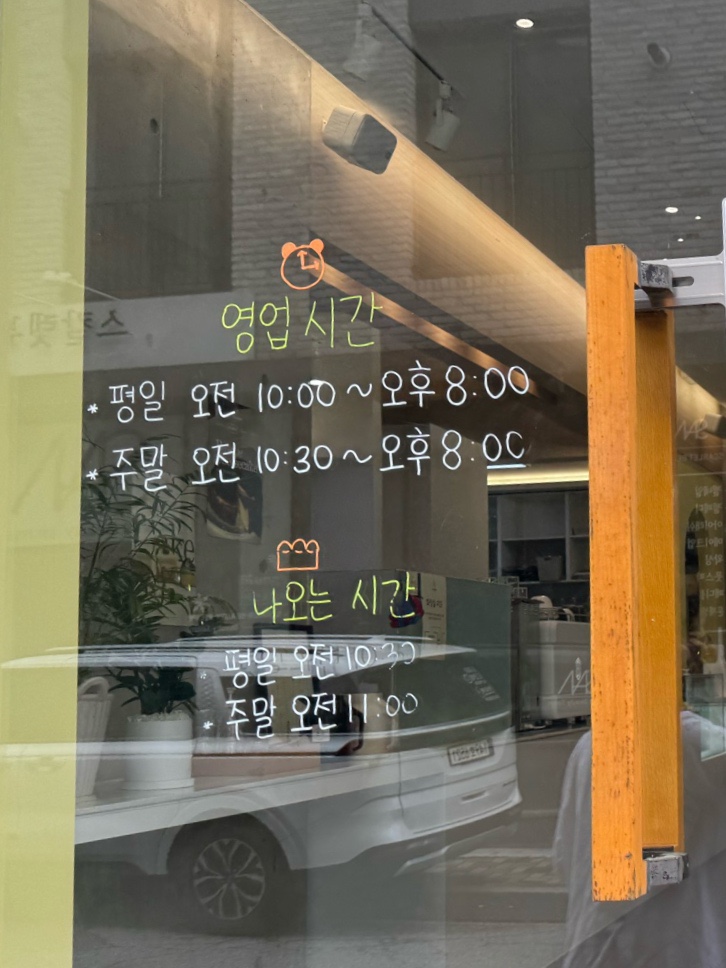 영업시간
* 평일 오전 10:00 ~ 오후 8:00
* 주말 오전 10:30 ~ 오후 8:00
나오는 시간
* 평일 오전 10:30
* 주말 오전 11:00